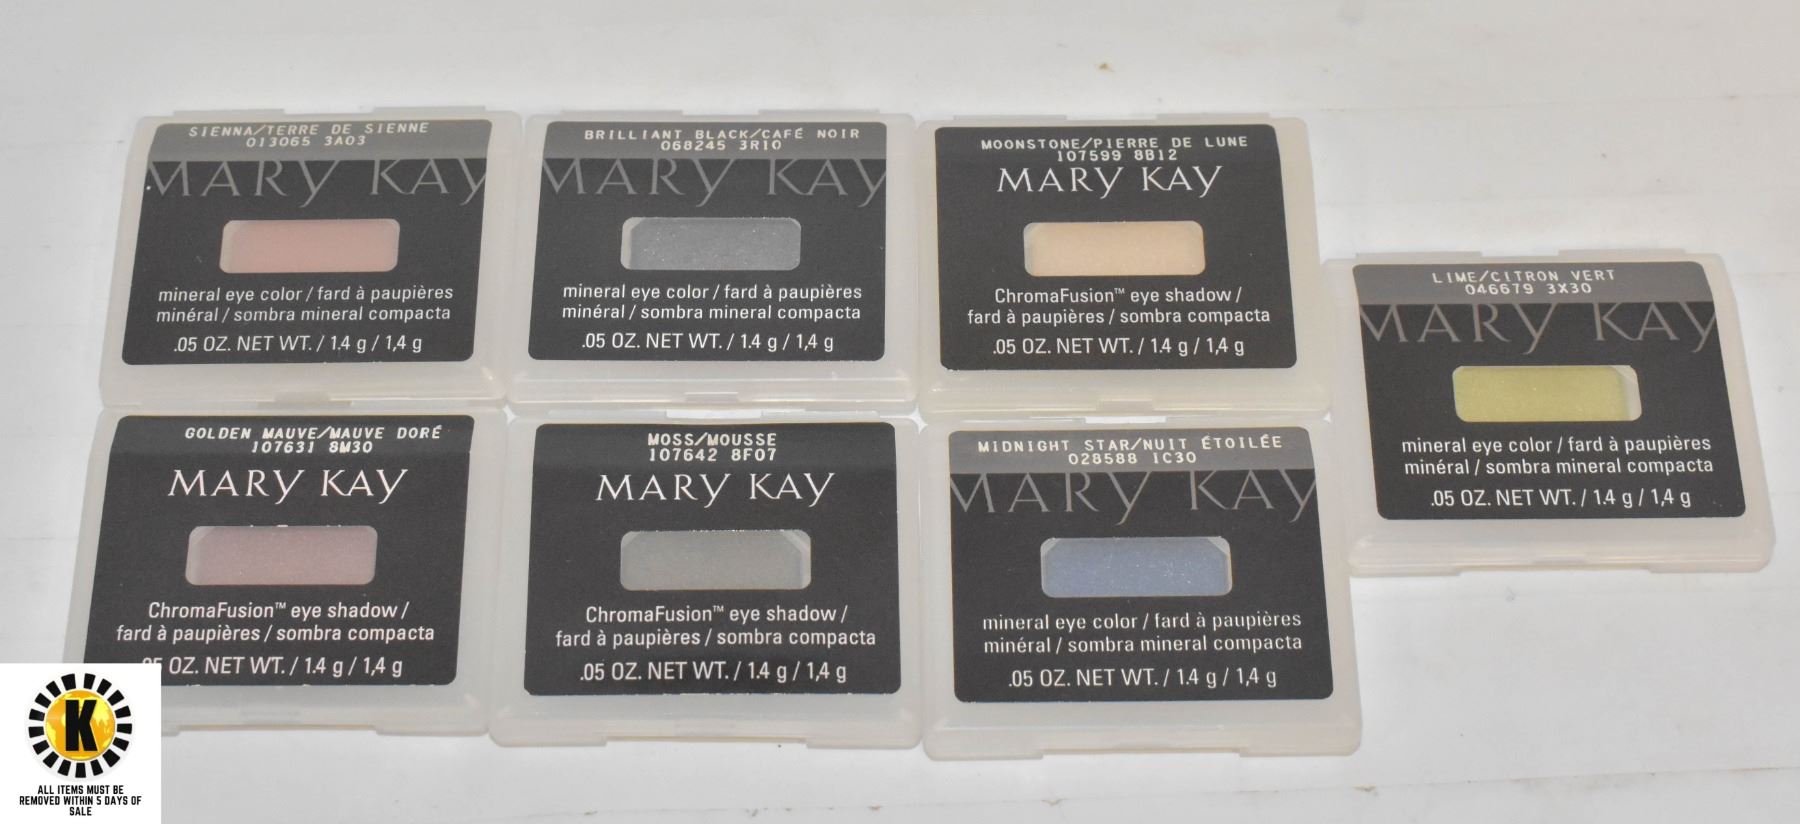 SIENNA/TERRE DE SIENNE
013065 3A03
MARY KAY
mineral eye color / fard à paupières
minéral / sombra mineral compacta
.05 OZ. NET WT. / 1.4 g / 1,4 g
BRILLIANT BLACK/CAFÉ NOIR
068245 3R10
MARY KAY
mineral eye color / fard à paupières
minéral / sombra mineral compacta
.05 OZ. NET WT. / 1.4 g / 1,4 g
MOONSTONE/PIERRE DE LUNE
107599 8B12
MARY KAY
ChromaFusion™ eye shadow /
fard à paupières / sombra compacta
.05 OZ. NET WT. / 1.4 g / 1,4 g
LIME/CITRON VERT
046679 3X30
MARY KAY
mineral eye color / fard à paupières
minéral / sombra mineral compacta
.05 OZ. NET WT. / 1.4 g / 1,4 g
GOLDEN MAUVE/MAUVE DORÉ
107631 8M30
MARY KAY
ChromaFusion™ eye shadow /
fard à paupières / sombra compacta
OZ. NET WT. / 1.4 g / 1,4 g
MOSS/MOUSSE
107642 8F07
MARY KAY
ChromaFusion™ eye shadow /
fard à paupières / sombra compacta
.05 OZ. NET WT. / 1.4 g / 1,4 g
MIDNIGHT STAR/NUIT ÉTOILÉE
028588 1C30
MARY KAY
mineral eye color / fard à paupières
minéral / sombra mineral compacta
.05 OZ. NET WT. / 1.4 g / 1,4 g
K
ALL ITEMS MUST BE
REMOVED WITHIN 5 DAYS OF
SALE